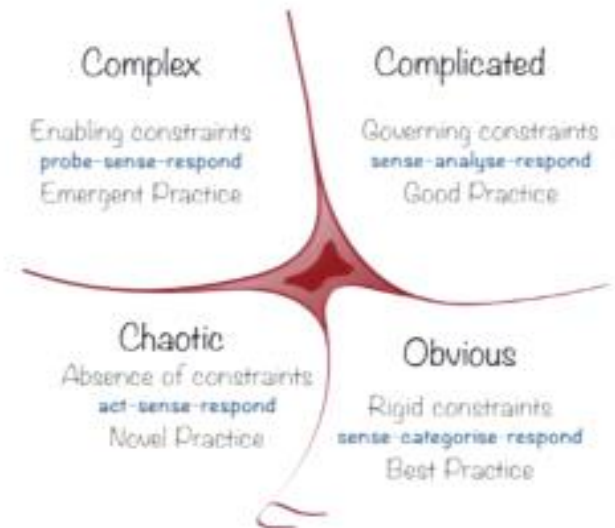 Complex
Enabling constraints
probe-sense-respond
Emergent Practice
Complicated
Governing constraints
sense-analyse-respond
Good Practice
Chaotic
Absence of constraints
act-sense-respond
Novel Practice
Obvious
Rigid constraints
sense-categorise-respond
Best Practice